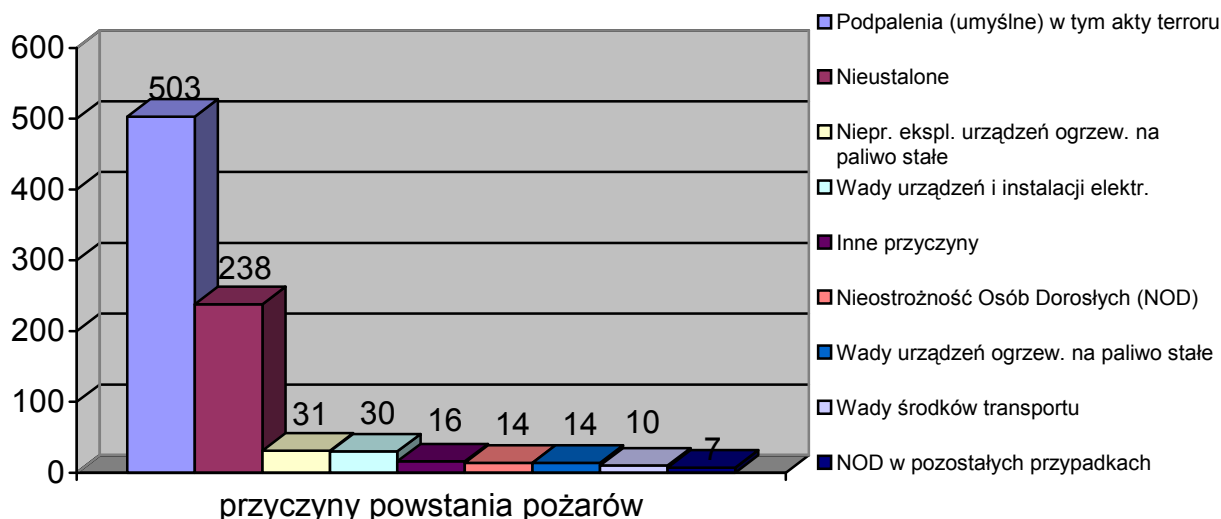 600
500
400
300
200
100
0
503
238
31
30
16
14
14
10
7
przyczyny powstania pożarów
Podpalenia (umyślne) w tym akty terroru
Nieustalone
Niepr. ekspl. urządzeń ogrzew. na
paliwo stałe
Wady urządzeń i instalacji elektr.
Inne przyczyny
Nieostrożność Osób Dorosłych (NOD)
Wady urządzeń ogrzew. na paliwo stałe
Wady środków transportu
NOD w pozostałych przypadkach